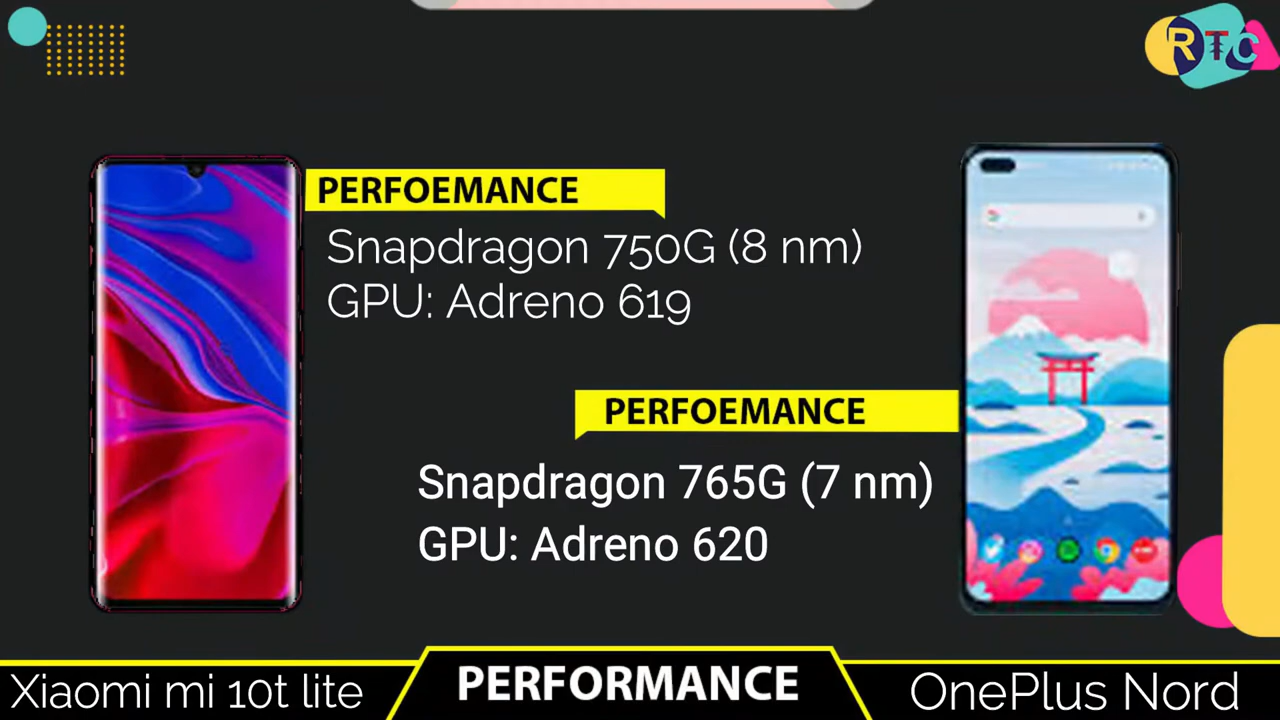 RTC
PERFOEMANCE
Snapdragon 750G (8 nm)
GPU: Adreno 619
PERFOEMANCE
Snapdragon 765G (7 nm)
GPU: Adreno 620
Xiaomi mi 10t lite
PERFORMANCE
OnePlus Nord